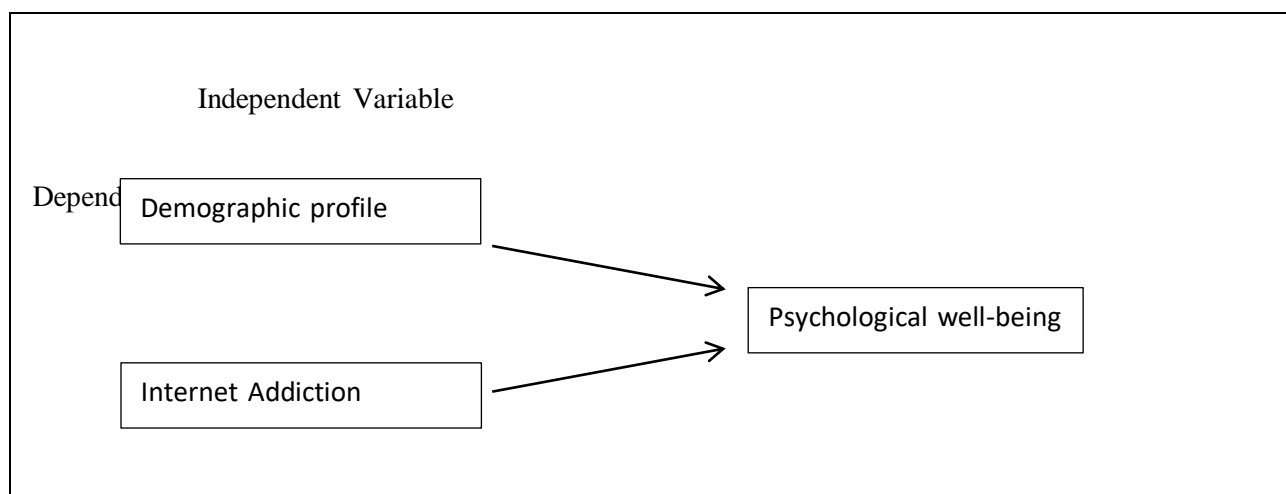 Independent Variable
Depend
Demographic profile
Psychological well-being
Internet Addiction